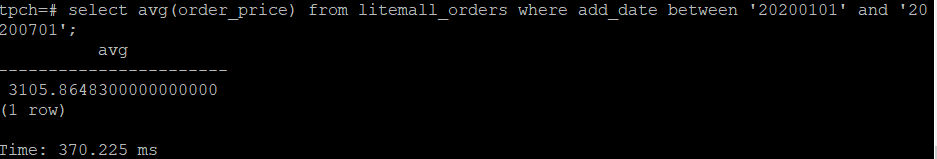 tpch=# select avg(order_price) from litemall_orders where add_date between '20200101' and '20
200701';
avg
------------------------
3105.8648300000000000
(1 row)
Time: 370.225 ms